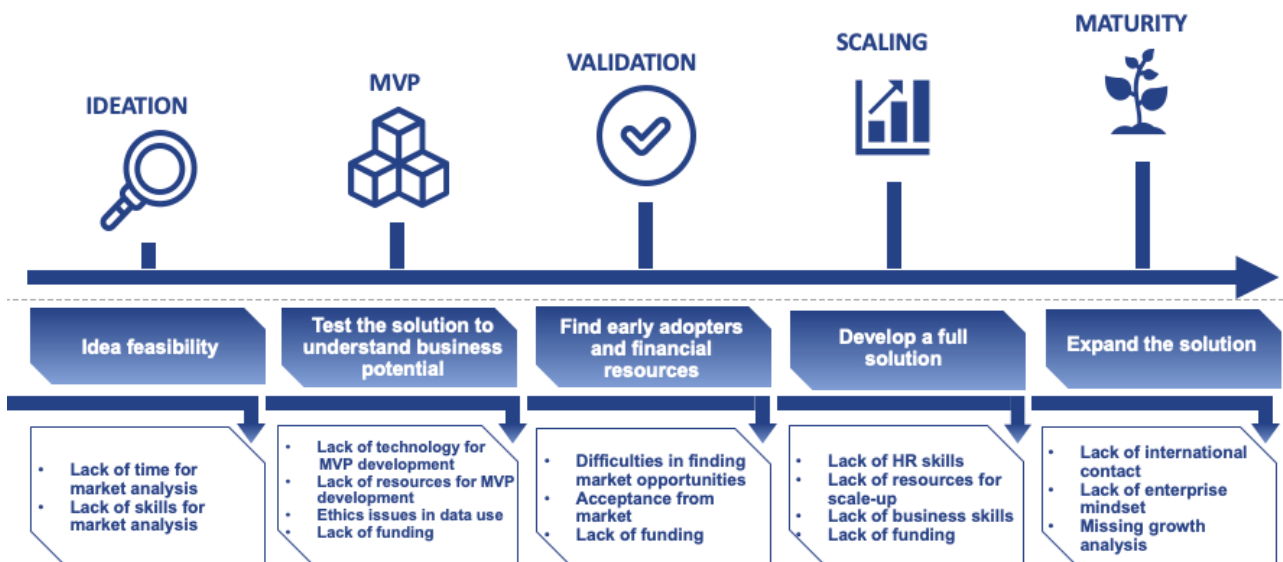 IDEATION
MVP
VALIDATION
SCALING
MATURITY
Idea feasibility
Test the solution to
understand business
potential
Find early adopters
and financial
resources
Develop a full
solution
Expand the solution
• Lack of time for
market analysis
• Lack of skills for
market analysis
• Lack of technology for
MVP development
• Lack of resources for MVP
development
• Ethics issues in data use
• Lack of funding
• Difficulties in finding
market opportunities
• Acceptance from
market
• Lack of funding
• Lack of HR skills
• Lack of resources for
scale-up
• Lack of business skills
• Lack of funding
• Lack of international
contact
• Lack of enterprise
mindset
• Missing growth
analysis